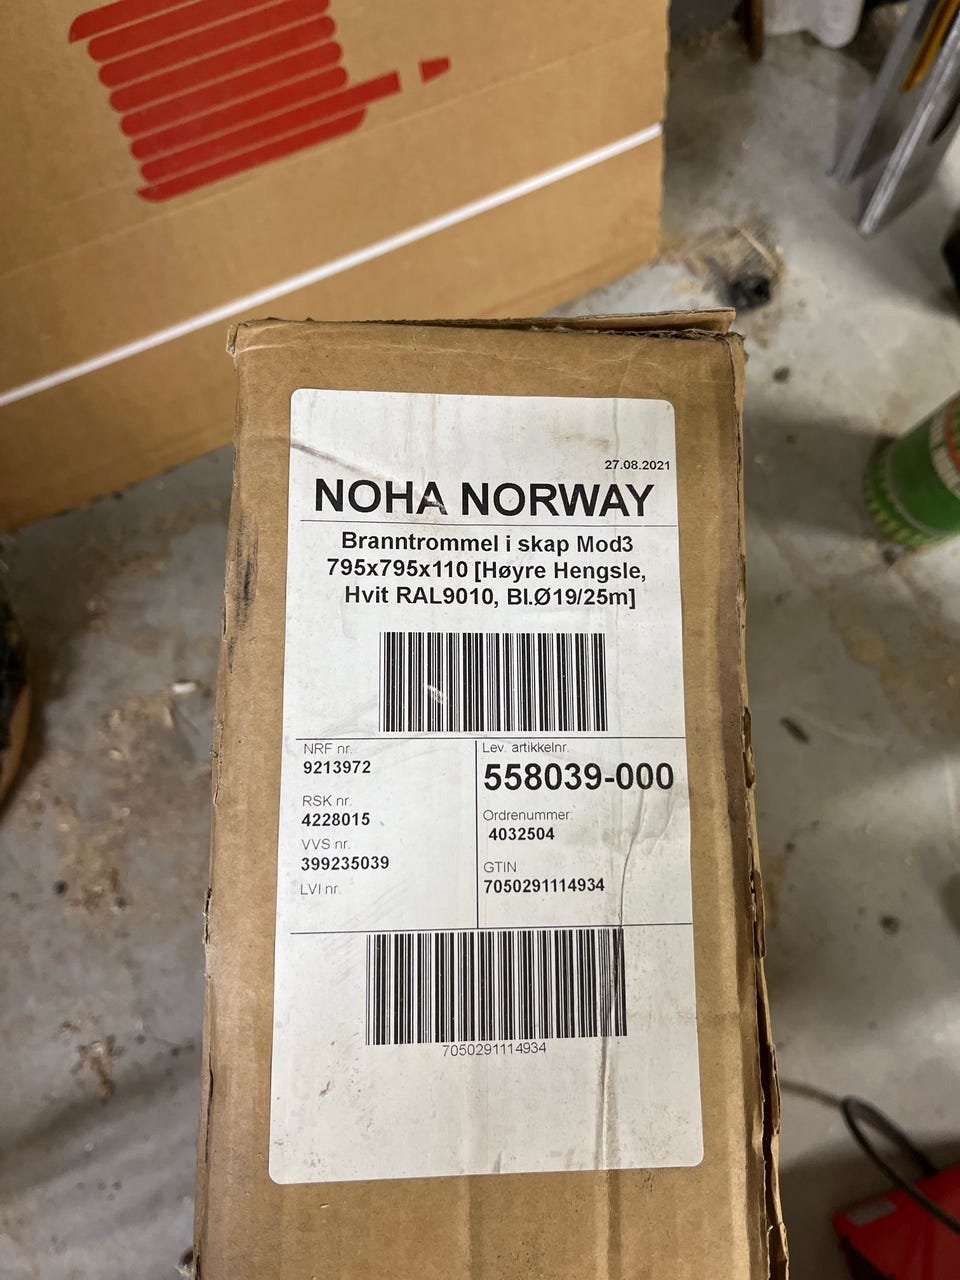 27.08.2021
NOHA NORWAY
Branntrommel i skap Mod3
795x795x110 [Høyre Hengsle,
Hvit RAL9010, Bl.Ø19/25m]
NRF nr.
9213972
RSK nr.
4228015
VVS nr.
399235039
LVI nr.
Lev. artikkelnr.
558039-000
Ordrenummer:
4032504
GTIN
7050291114934
7050291114934